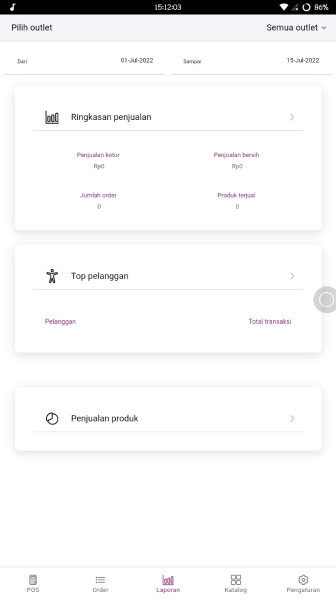 15:12:03 86%
Pilih outlet Semua outlet
Dari 01-Jul-2022 Sampai 15-Jul-2022
Ringkasan penjualan
Penjualan kotor Penjualan bersih
Rp0 Rp0
Jumlah order Produk terjual
0 0
Top pelanggan
Pelanggan Total transaksi
Penjualan produk
POS Order Laporan Katalog Pengaturan